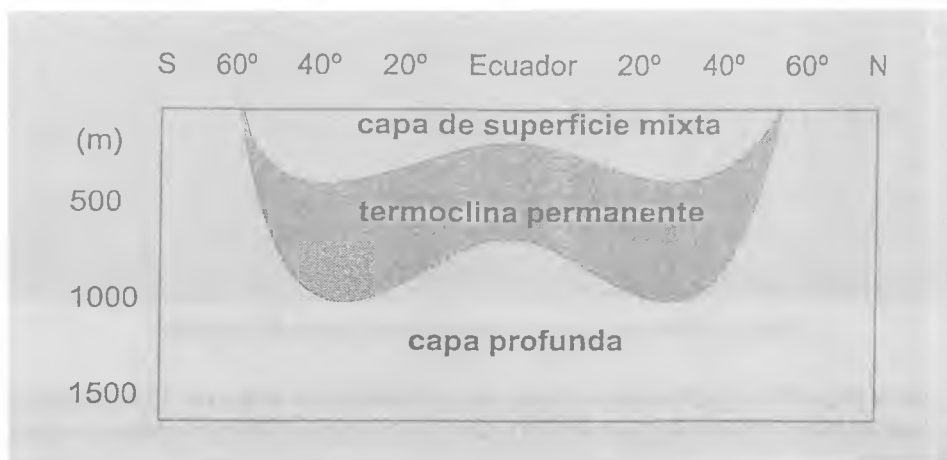 S 60º 40º 20º Ecuador 20º 40º 60º N
(m)
capa de superficie mixta
500
termoclina permanente
1000
capa profunda
1500